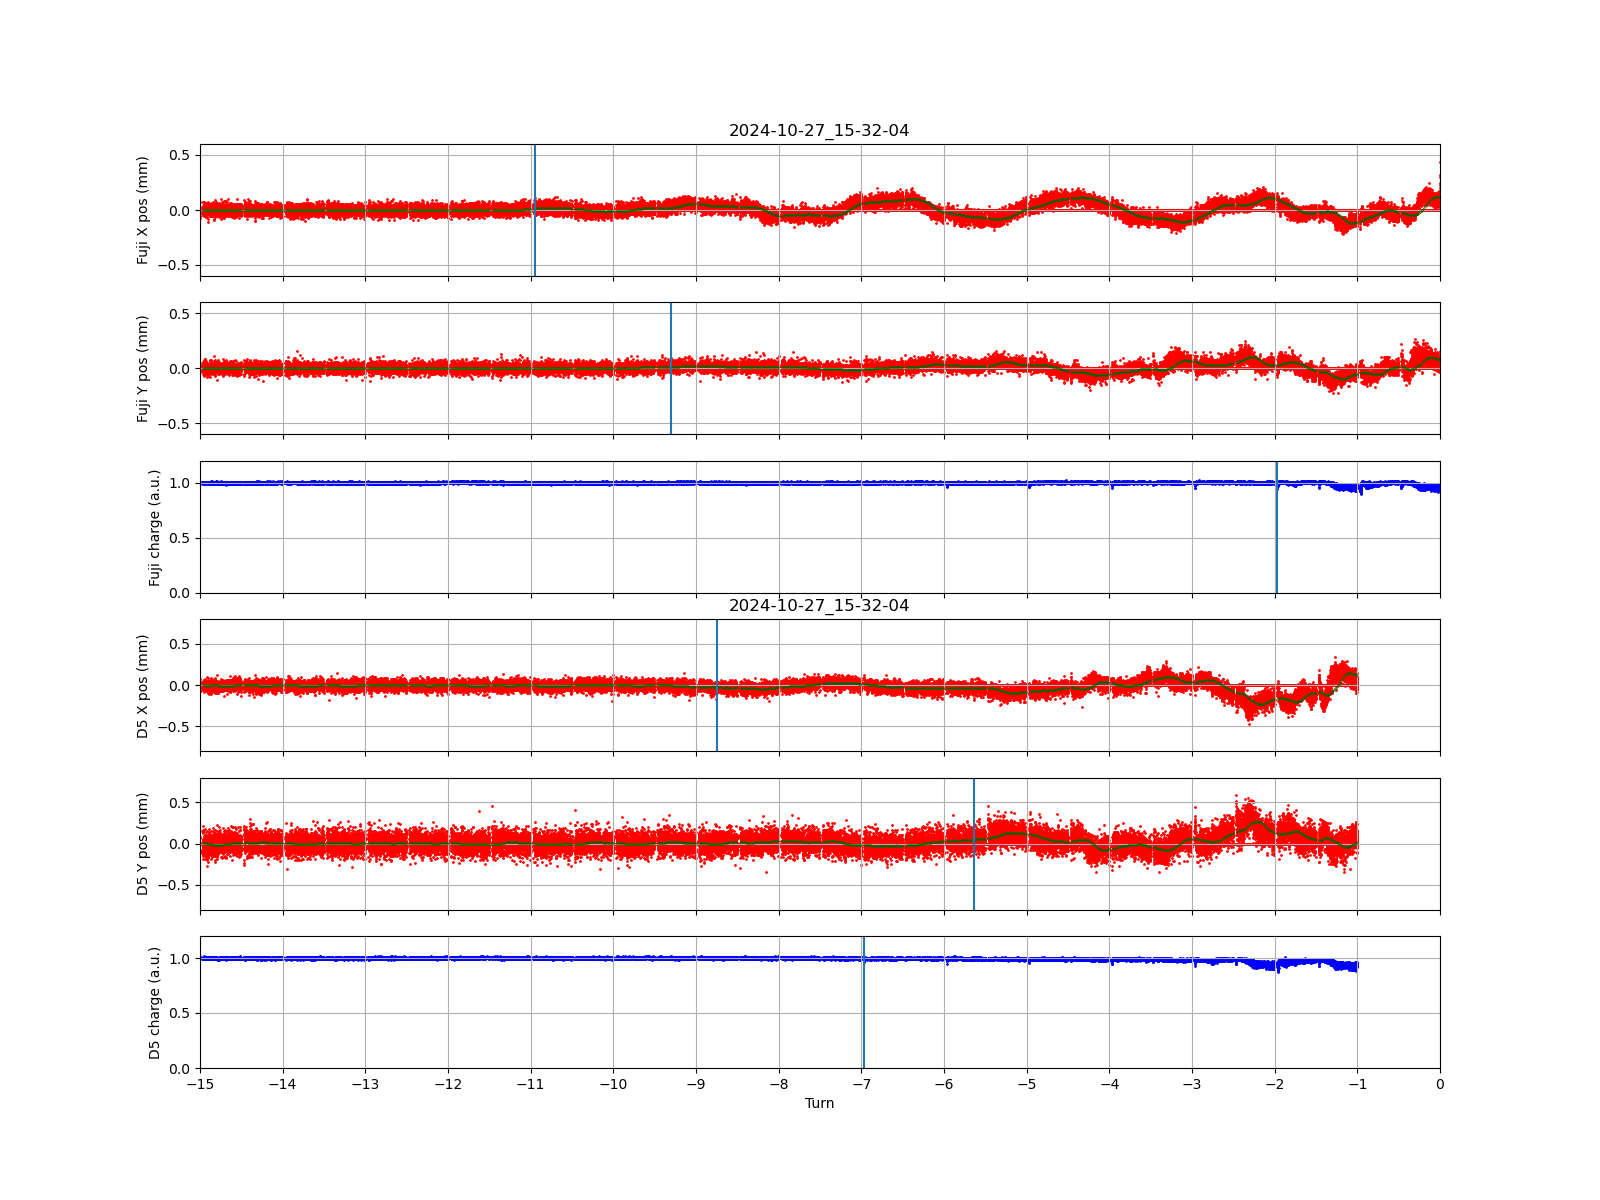 2024-10-27_15-32-04
0.5
0.0
−0.5
Fuji X pos (mm)
0.5
0.0
−0.5
Fuji Y pos (mm)
1.0
0.5
0.0
Fuji charge (a.u.)
2024-10-27_15-32-04
0.5
0.0
−0.5
D5 X pos (mm)
0.5
0.0
−0.5
D5 Y pos (mm)
1.0
0.5
0.0
D5 charge (a.u.)
−15 −14 −13 −12 −11 −10 −9 −8 −7 −6 −5 −4 −3 −2 −1 0
Turn